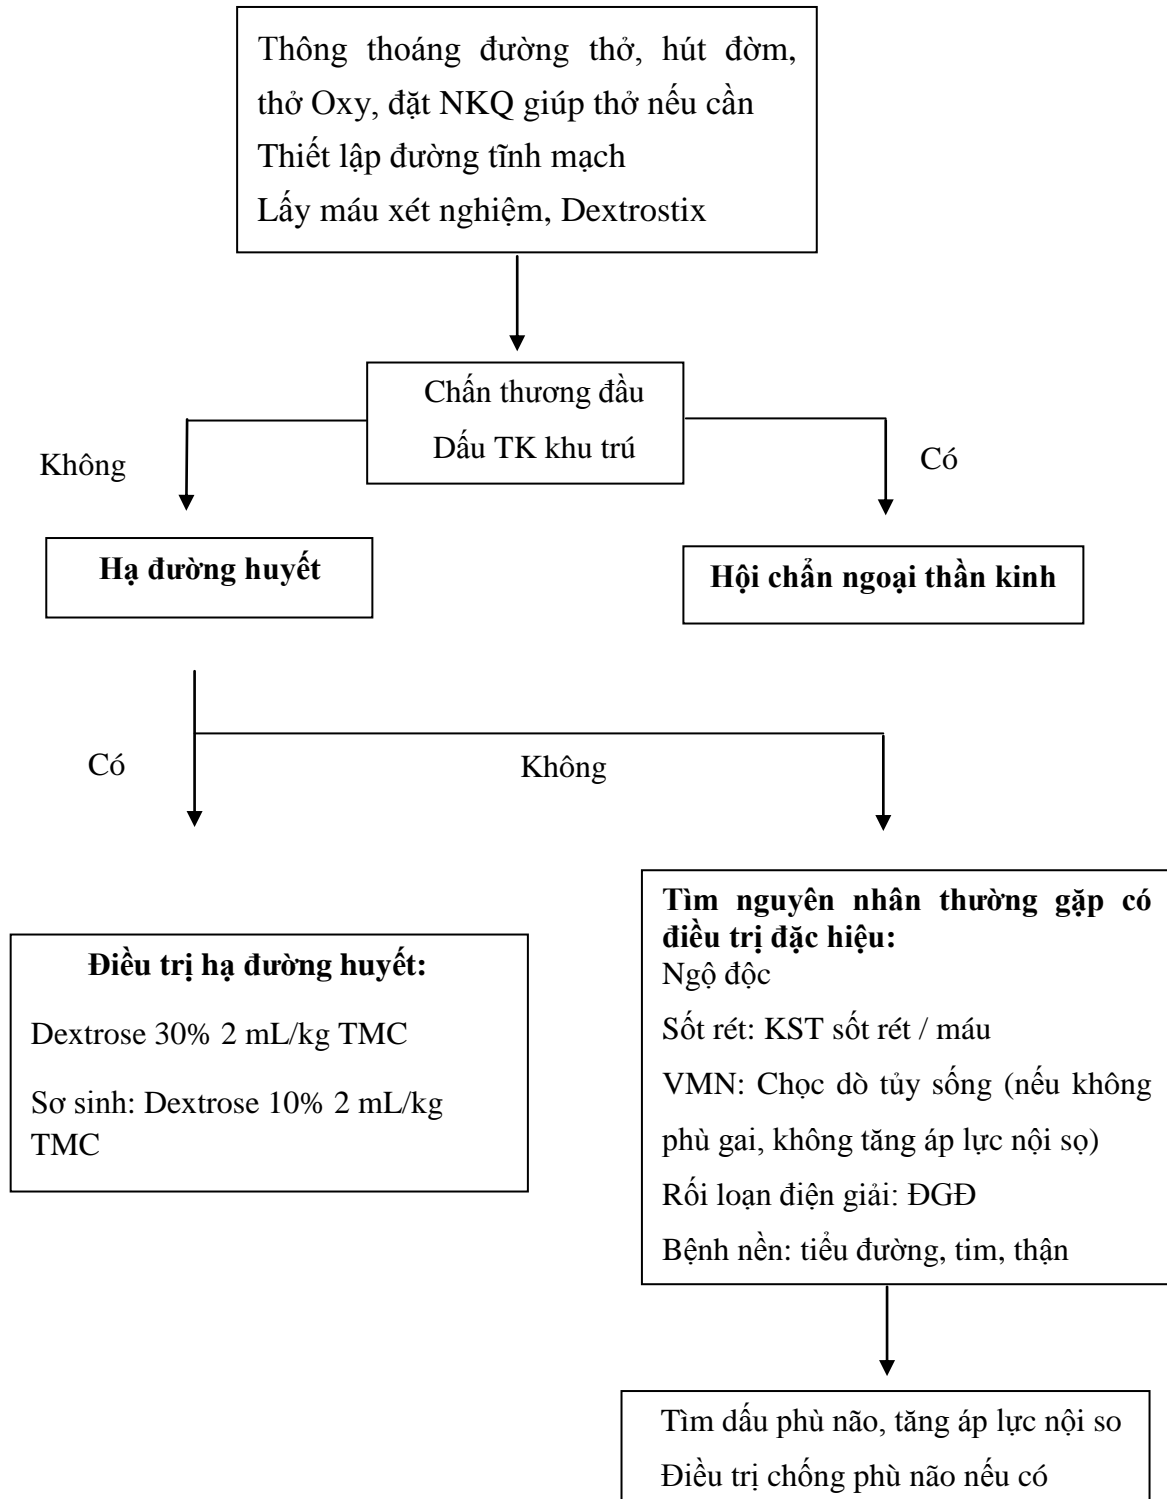 Thông thoáng đường thở, hút đờm,
thở Oxy, đặt NKQ giúp thở nếu cần
Thiết lập đường tĩnh mạch
Lấy máu xét nghiệm, Dextrostix
Chấn thương đầu
Dấu TK khu trú
Không
Có
Hạ đường huyết
Hội chẩn ngoại thần kinh
Có
Không
Điều trị hạ đường huyết:
Dextrose 30% 2 mL/kg TMC
Sơ sinh: Dextrose 10% 2 mL/kg
TMC
Tìm nguyên nhân thường gặp có
điều trị đặc hiệu:
Ngộ độc
Sốt rét: KST sốt rét / máu
VMN: Chọc dò tủy sống (nếu không
phù gai, không tăng áp lực nội sọ)
Rối loạn điện giải: ĐGĐ
Bệnh nền: tiểu đường, tim, thận
Tìm dấu phù não, tăng áp lực nội so
Điều trị chống phù não nếu có